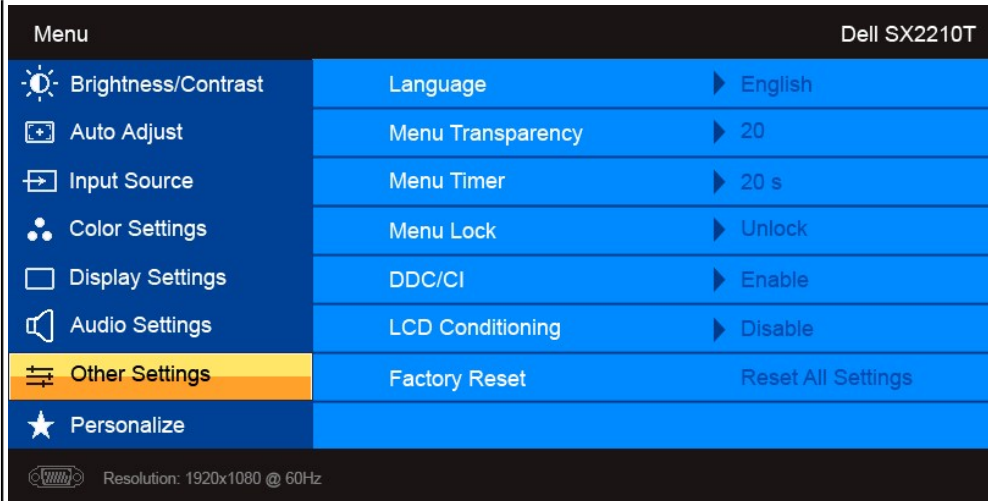 Menu Dell SX2210T
Brightness/Contrast Language English
Auto Adjust Menu Transparency 20
Input Source Menu Timer 20 s
Color Settings Menu Lock Unlock
Display Settings DDC/CI Enable
Audio Settings LCD Conditioning Disable
Other Settings Factory Reset Reset All Settings
Personalize
Resolution: 1920x1080 @ 60Hz